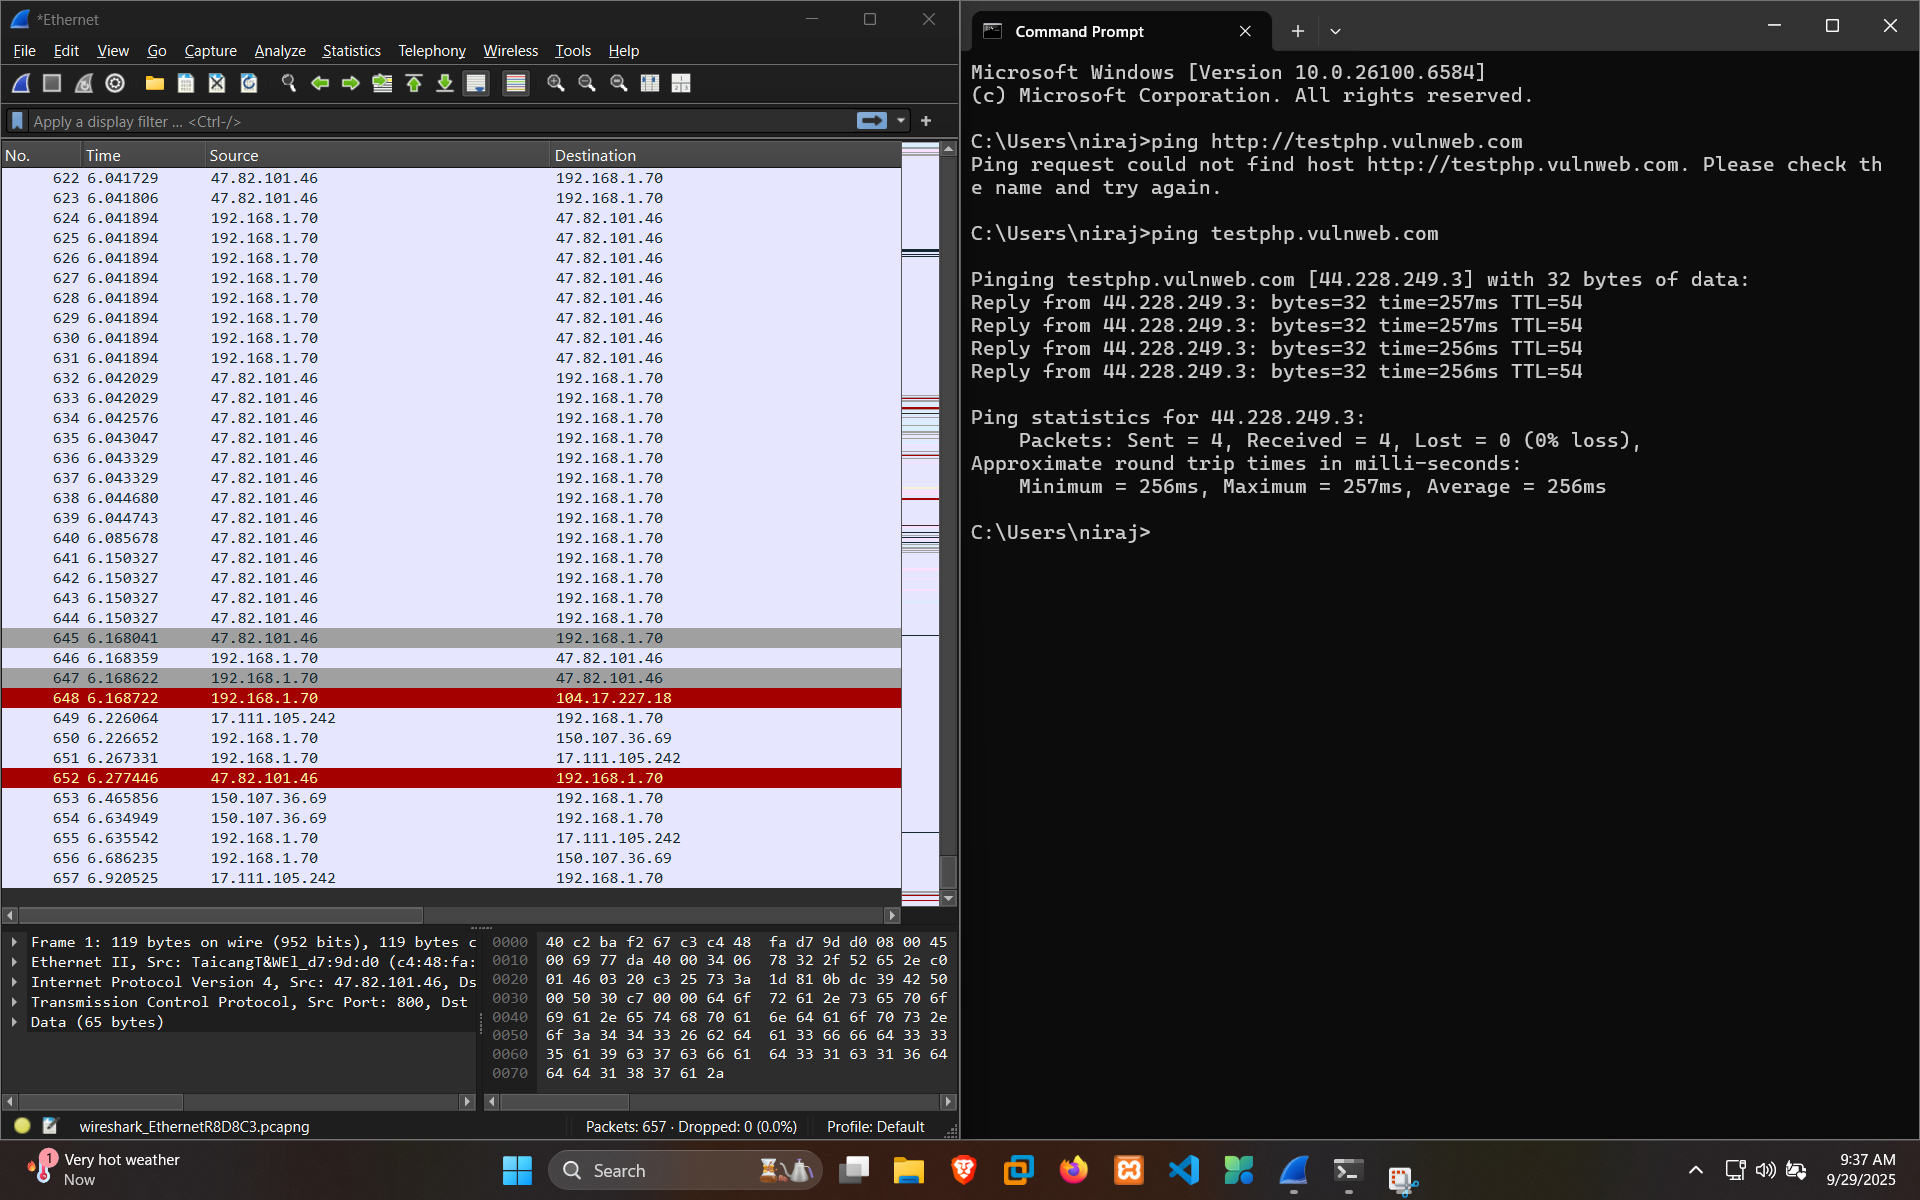 *Ethernet
File Edit View Go Capture Analyze Statistics Telephony Wireless Tools Help
Apply a display filter ... <Ctrl-/>
No. Time Source Destination
622 6.041729 47.82.101.46 192.168.1.70
623 6.041806 47.82.101.46 192.168.1.70
624 6.041894 192.168.1.70 47.82.101.46
625 6.041894 192.168.1.70 47.82.101.46
626 6.041894 192.168.1.70 47.82.101.46
627 6.041894 192.168.1.70 47.82.101.46
628 6.041894 192.168.1.70 47.82.101.46
629 6.041894 192.168.1.70 47.82.101.46
630 6.041894 192.168.1.70 47.82.101.46
631 6.041894 192.168.1.70 47.82.101.46
632 6.042029 47.82.101.46 192.168.1.70
633 6.042029 47.82.101.46 192.168.1.70
634 6.042576 47.82.101.46 192.168.1.70
635 6.043047 47.82.101.46 192.168.1.70
636 6.043329 47.82.101.46 192.168.1.70
637 6.043329 47.82.101.46 192.168.1.70
638 6.044680 47.82.101.46 192.168.1.70
639 6.044743 47.82.101.46 192.168.1.70
640 6.085678 47.82.101.46 192.168.1.70
641 6.150327 47.82.101.46 192.168.1.70
642 6.150327 47.82.101.46 192.168.1.70
643 6.150327 47.82.101.46 192.168.1.70
644 6.150327 47.82.101.46 192.168.1.70
645 6.168041 47.82.101.46 192.168.1.70
646 6.168359 192.168.1.70 47.82.101.46
647 6.168622 192.168.1.70 47.82.101.46
648 6.168722 192.168.1.70 104.17.227.18
649 6.226064 17.111.105.242 192.168.1.70
650 6.226652 192.168.1.70 150.107.36.69
651 6.267331 192.168.1.70 17.111.105.242
652 6.277446 47.82.101.46 192.168.1.70
653 6.465856 150.107.36.69 192.168.1.70
654 6.634949 150.107.36.69 192.168.1.70
655 6.635542 192.168.1.70 17.111.105.242
656 6.686235 192.168.1.70 150.107.36.69
657 6.920525 17.111.105.242 192.168.1.70
Frame 1: 119 bytes on wire (952 bits), 119 bytes c
Ethernet II, Src: TaicangT&WEl_d7:9d:d0 (c4:48:fa:
Internet Protocol Version 4, Src: 47.82.101.46, Ds
Transmission Control Protocol, Src Port: 800, Dst
Data (65 bytes)
0000 40 c2 ba f2 67 c3 c4 48 fa d7 9d d0 08 00 45
0010 00 69 77 da 40 00 34 06 78 32 2f 52 65 2e c0
0020 01 46 03 20 c3 25 73 3a 1d 81 0b dc 39 42 50
0030 00 50 30 c7 00 00 64 6f 72 61 2e 73 65 70 6f
0040 69 61 2e 65 74 68 70 61 6e 64 61 6f 70 73 2e
0050 6f 3a 34 34 33 26 62 64 61 33 66 66 64 33 33
0060 35 61 39 63 37 63 66 61 64 33 31 63 31 36 64
0070 64 64 31 38 37 61 2a
wireshark_EthernetR8D8C3.pcapng Packets: 657 · Dropped: 0 (0.0%) Profile: Default
Command Prompt
Microsoft Windows [Version 10.0.26100.6584]
(c) Microsoft Corporation. All rights reserved.
C:\Users\niraj>ping http://testphp.vulnweb.com
Ping request could not find host http://testphp.vulnweb.com. Please check th
e name and try again.
C:\Users\niraj>ping testphp.vulnweb.com
Pinging testphp.vulnweb.com [44.228.249.3] with 32 bytes of data:
Reply from 44.228.249.3: bytes=32 time=257ms TTL=54
Reply from 44.228.249.3: bytes=32 time=257ms TTL=54
Reply from 44.228.249.3: bytes=32 time=256ms TTL=54
Reply from 44.228.249.3: bytes=32 time=256ms TTL=54
Ping statistics for 44.228.249.3:
Packets: Sent = 4, Received = 4, Lost = 0 (0% loss),
Approximate round trip times in milli-seconds:
Minimum = 256ms, Maximum = 257ms, Average = 256ms
C:\Users\niraj>
1
Very hot weather
Now
Search
9:37 AM
9/29/2025